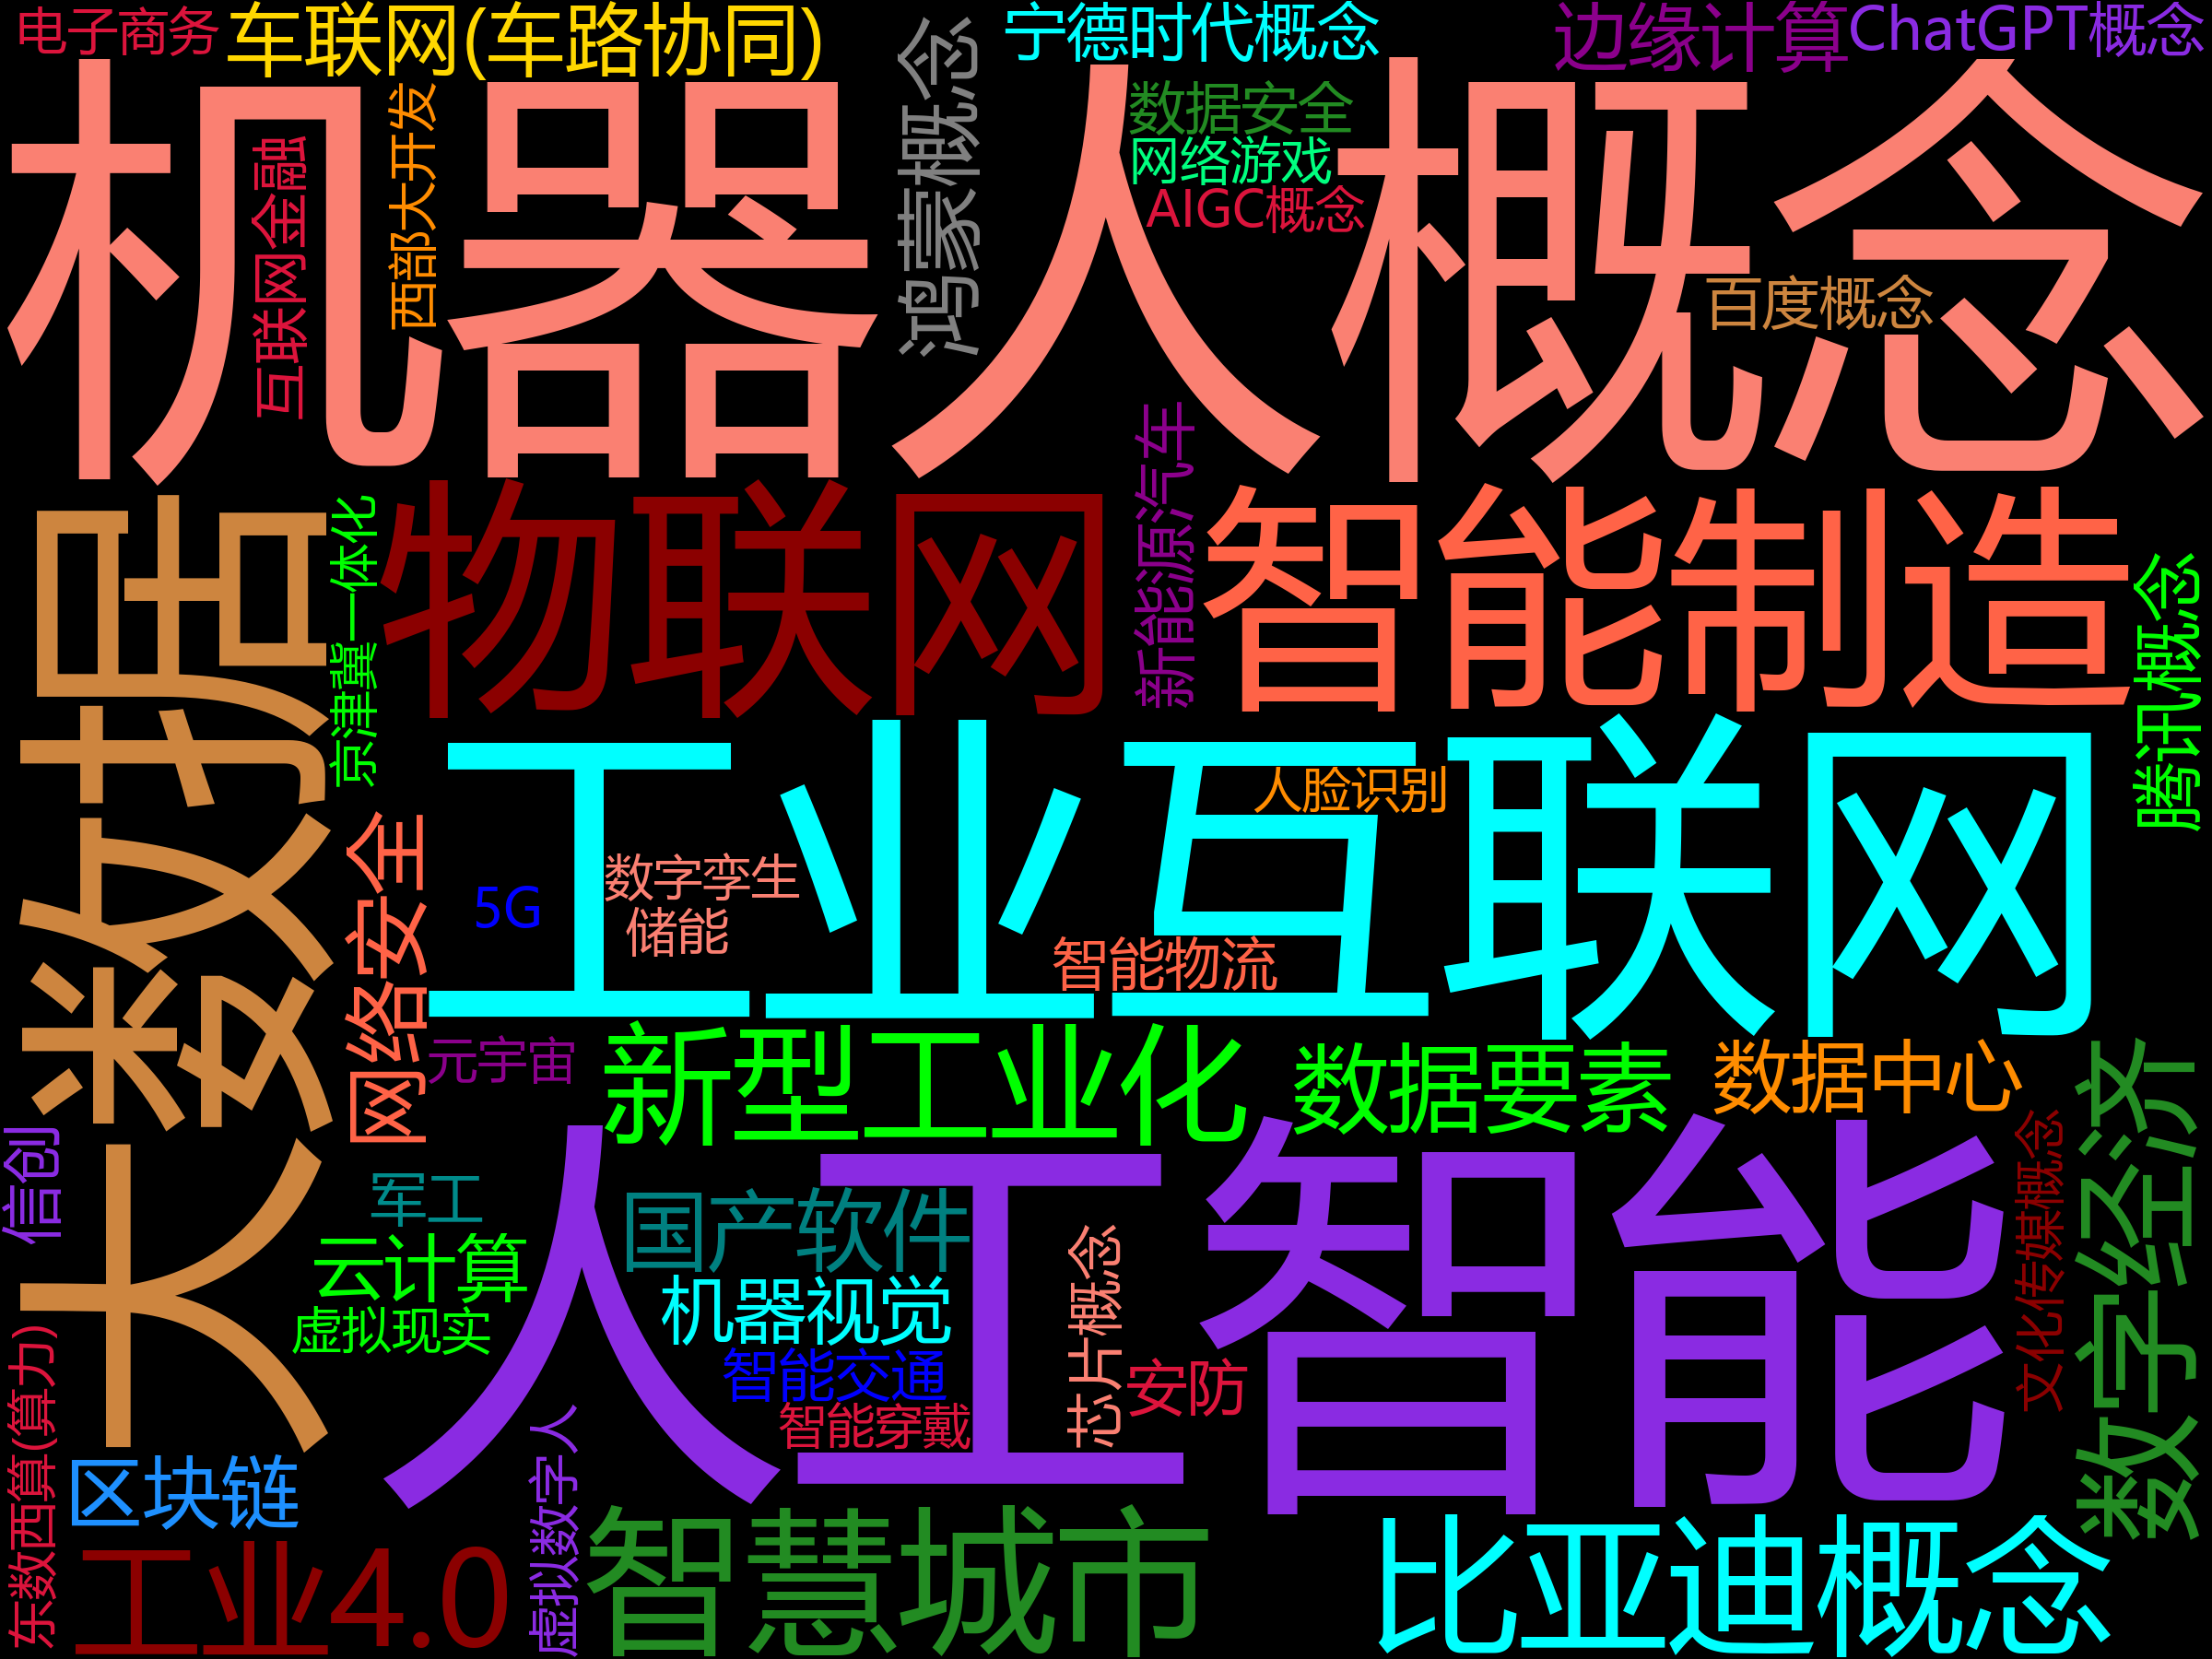 电子商务
车联网(车路协同)
宁德时代概念
边缘计算
ChatGPT概念
机器人概念
互联网金融
西部大开发
鸿蒙概念
数据安全
网络游戏
AIGC概念
百度概念
大数据
京津冀一体化
物联网
新能源汽车
智能制造
腾讯概念
工业互联网
人脸识别
网络安全
5G
数字孪生
储能
智能物流
元宇宙
新型工业化
数据要素
数据中心
信创
人工智能
军工
国产软件
云计算
机器视觉
虚拟现实
智能交通
智能穿戴
芯片概念
安防
文化传媒概念
数字经济
东数西算(算力)
区块链
虚拟数字人
工业4.0
智慧城市
比亚迪概念